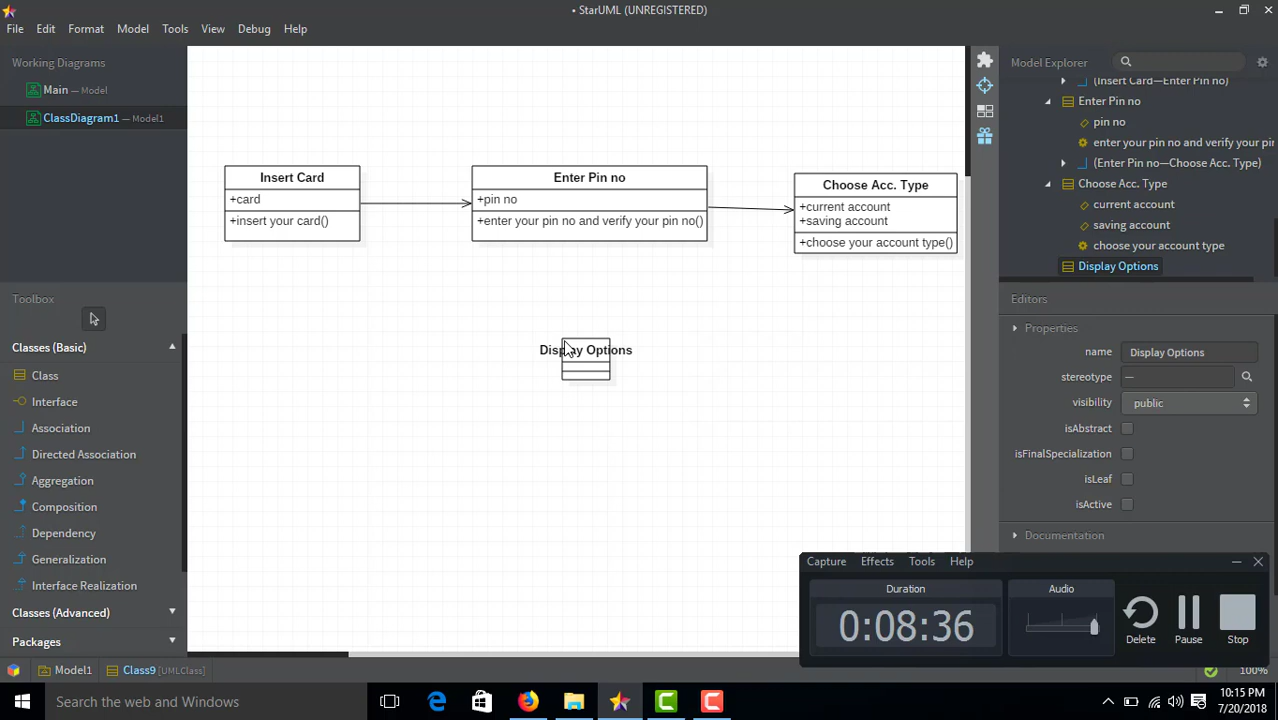 • StarUML (UNREGISTERED)
File Edit Format Model Tools View Debug Help
Working Diagrams
Main — Model
ClassDiagram1 — Model1
Toolbox
Classes (Basic)
Class
Interface
Association
Directed Association
Aggregation
Composition
Dependency
Generalization
Interface Realization
Classes (Advanced)
Packages
Insert Card
+card
+insert your card()
Enter Pin no
+pin no
+enter your pin no and verify your pin no()
Choose Acc. Type
+current account
+saving account
+choose your account type()
Display Options
Model Explorer
(Insert Card—Enter Pin no)
Enter Pin no
pin no
enter your pin no and verify your pin
(Enter Pin no—Choose Acc. Type)
Choose Acc. Type
current account
saving account
choose your account type
Display Options
Editors
Properties
name Display Options
stereotype —
visibility public
isAbstract
isFinalSpecialization
isLeaf
isActive
Documentation
Capture Effects Tools Help
Duration
0:08:36
Audio
Delete Pause Stop
Model1 Class9 [UMLClass]
100%
Search the web and Windows
10:15 PM
7/20/2018